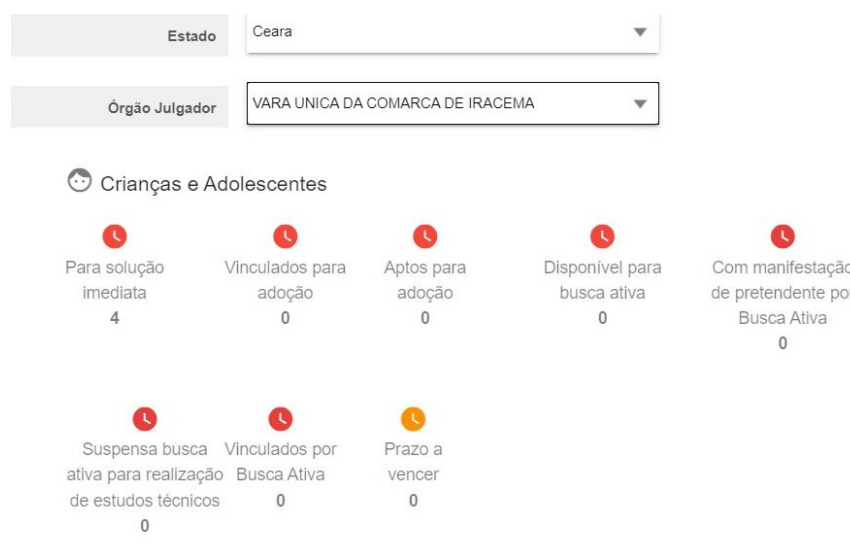 Estado
Ceara
Órgão Julgador
VARA UNICA DA COMARCA DE IRACEMA
Crianças e Adolescentes
Para solução
imediata
4
Vinculados para
adoção
0
Aptos para
adoção
0
Disponível para
busca ativa
0
Com manifestação
de pretendente por
Busca Ativa
0
Suspensa busca
ativa para realização
de estudos técnicos
0
Vinculados por
Busca Ativa
0
Prazo a
vencer
0